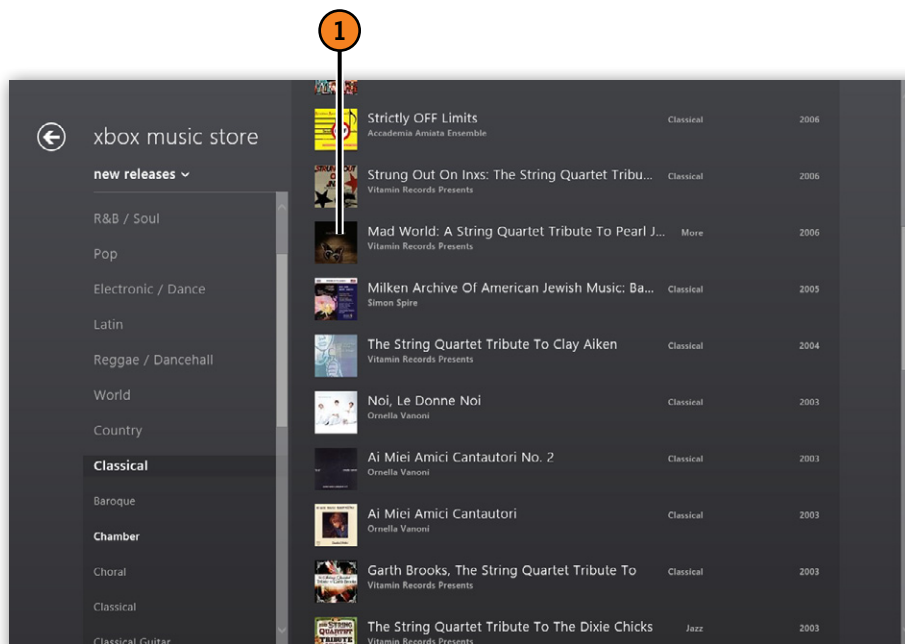 1
xbox music store
new releases
R&B / Soul
Pop
Electronic / Dance
Latin
Reggae / Dancehall
World
Country
Classical
Baroque
Chamber
Choral
Classical
Classical Guitar
Strictly OFF Limits Classical 2006
Accademia Amiata Ensemble
Strung Out On Inxs: The String Quartet Tribu... Classical 2006
Vitamin Records Presents
Mad World: A String Quartet Tribute To Pearl J... More 2006
Vitamin Records Presents
Milken Archive Of American Jewish Music: Ba... Classical 2005
Simon Spire
The String Quartet Tribute To Clay Aiken Classical 2004
Vitamin Records Presents
Noi, Le Donne Noi Classical 2003
Ornella Vanoni
Ai Miei Amici Cantautori No. 2 Classical 2003
Ornella Vanoni
Ai Miei Amici Cantautori Classical 2003
Ornella Vanoni
Garth Brooks, The String Quartet Tribute To Classical 2003
Vitamin Records Presents
STRING
QUARTET
TRIBUTE
The String Quartet Tribute To The Dixie Chicks Jazz 2003
Vitamin Records Presents